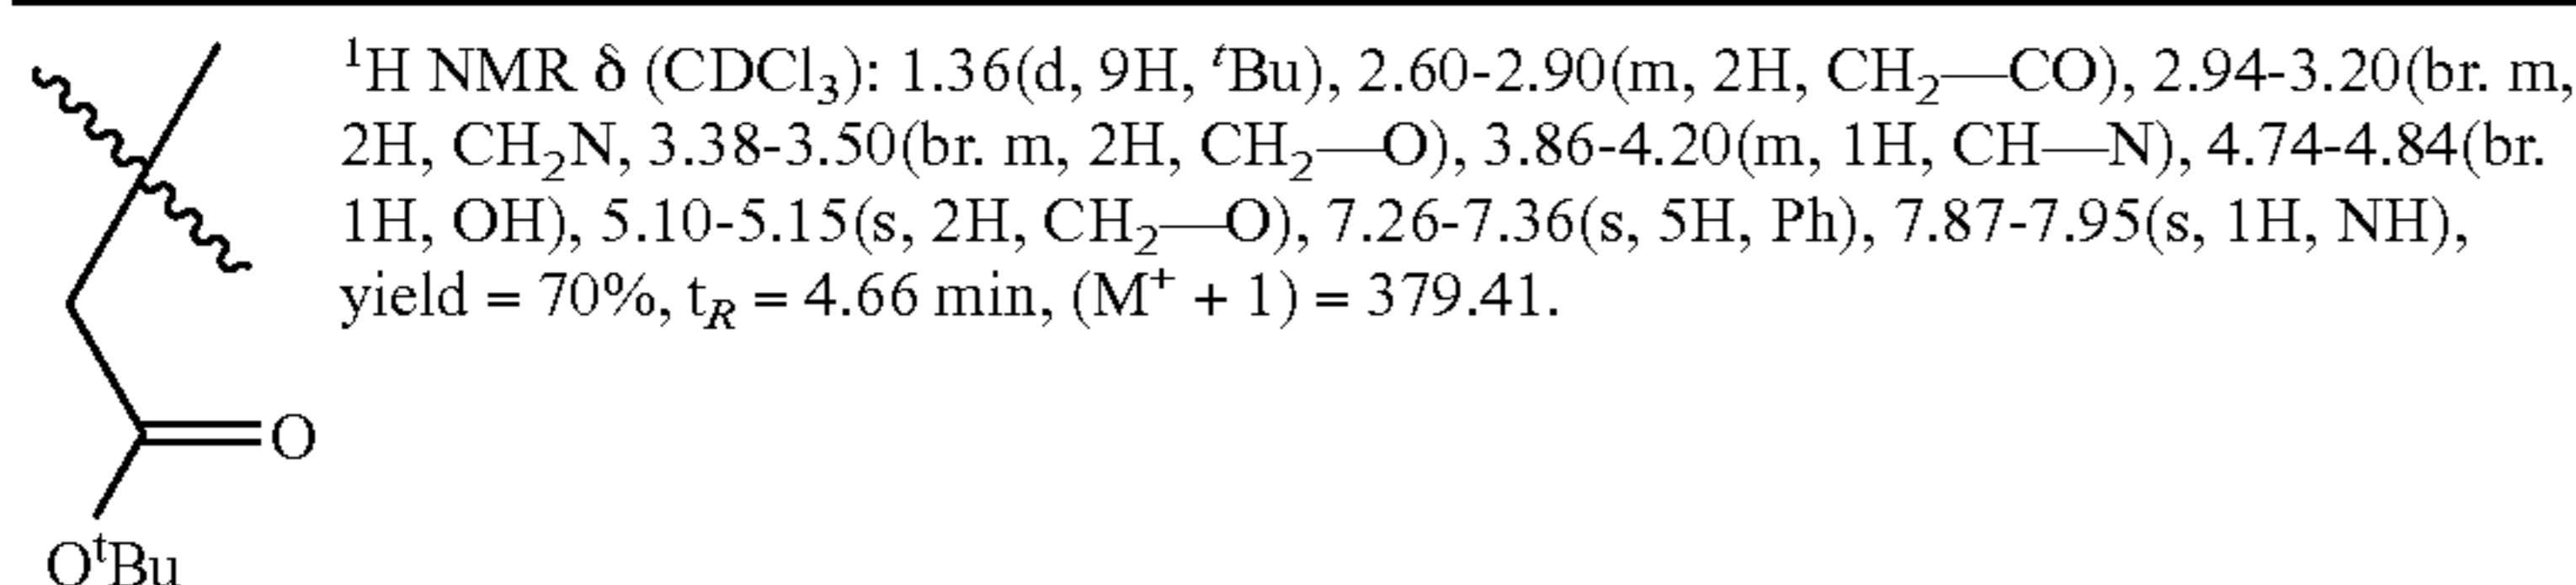 ¹H NMR δ (CDCl₃): 1.36(d, 9H, ᵗBu), 2.60-2.90(m, 2H, CH₂—CO), 2.94-3.20(br. m,
2H, CH₂N, 3.38-3.50(br. m, 2H, CH₂—O), 3.86-4.20(m, 1H, CH—N), 4.74-4.84(br.
1H, OH), 5.10-5.15(s, 2H, CH₂—O), 7.26-7.36(s, 5H, Ph), 7.87-7.95(s, 1H, NH),
yield = 70%, t_R = 4.66 min, (M⁺ + 1) = 379.41.
O
OᵗBu